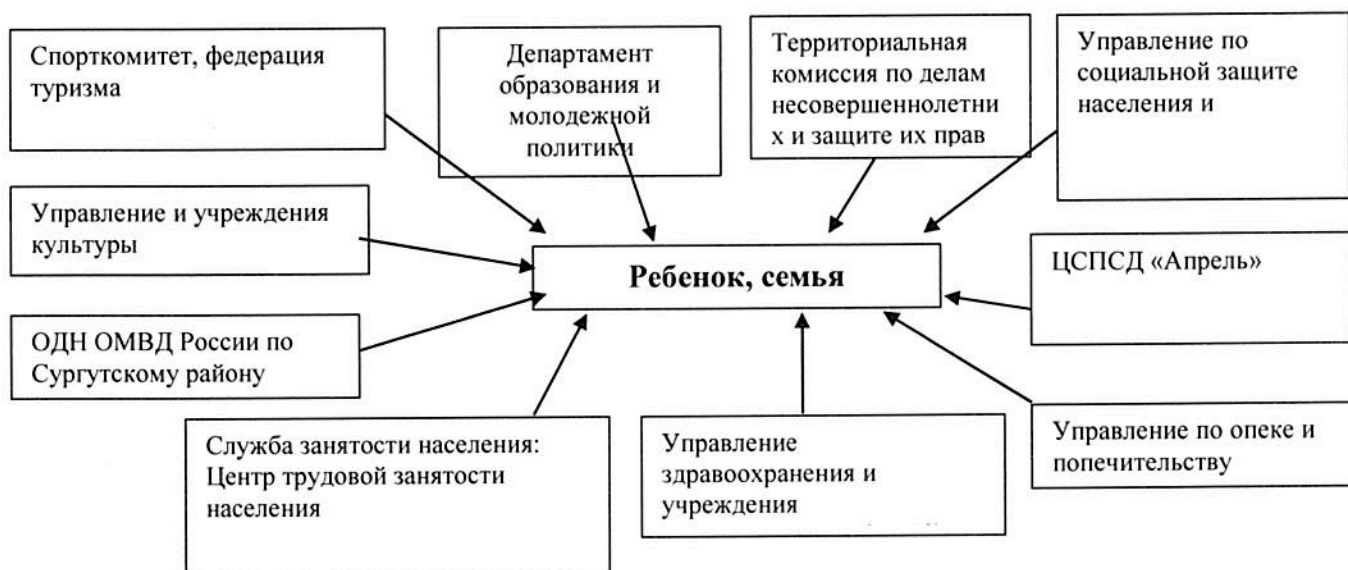 Спорткомитет, федерация
туризма
Департамент
образования и
молодежной
политики
Территориальная
комиссия по делам
несовершеннолетни
х и защите их прав
Управление по
социальной защите
населения и
Управление и учреждения
культуры
Ребенок, семья
ЦСПСД «Апрель»
ОДН ОМВД России по
Сургутскому району
Служба занятости населения:
Центр трудовой занятости
населения
Управление
здравоохранения и
учреждения
Управление по опеке и
попечительству